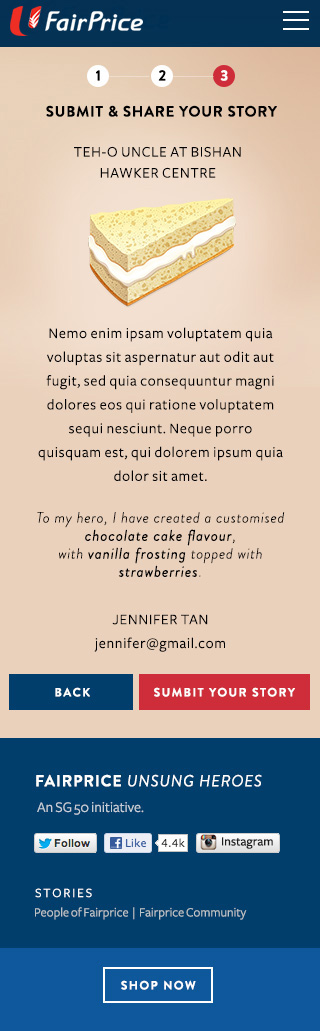 FairPrice
1 2 3
SUBMIT & SHARE YOUR STORY
TEH-O UNCLE AT BISHAN
HAWKER CENTRE
Nemo enim ipsam voluptatem quia
voluptas sit aspernatur aut odit aut
fugit, sed quia consequuntur magni
dolores eos qui ratione voluptatem
sequi nesciunt. Neque porro
quisquam est, qui dolorem ipsum quia
dolor sit amet.
To my hero, I have created a customised
chocolate cake flavour,
with vanilla frosting topped with
strawberries.
JENNIFER TAN
jennifer@gmail.com
BACK SUMBIT YOUR STORY
FAIRPRICE UNSUNG HEROES
An SG 50 initiative.
Follow Like 4.4k Instagram
STORIES
People of Fairprice | Fairprice Community
SHOP NOW